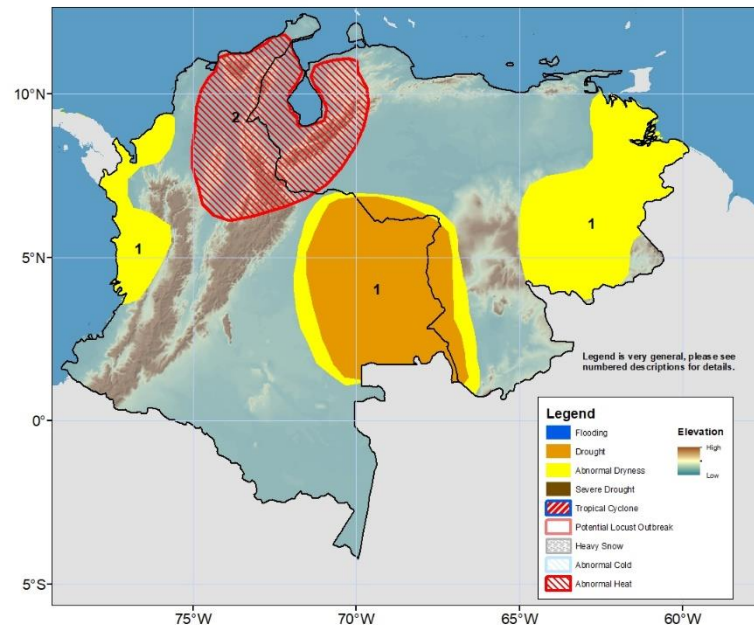 10°N
5°N
0°
5°S
75°W
70°W
65°W
60°W
2
1
1
1
Legend is very general, please see
numbered descriptions for details.
Legend
Flooding
Drought
Abnormal Dryness
Severe Drought
Tropical Cyclone
Potential Locust Outbreak
Heavy Snow
Abnormal Cold
Abnormal Heat
Elevation
High
Low